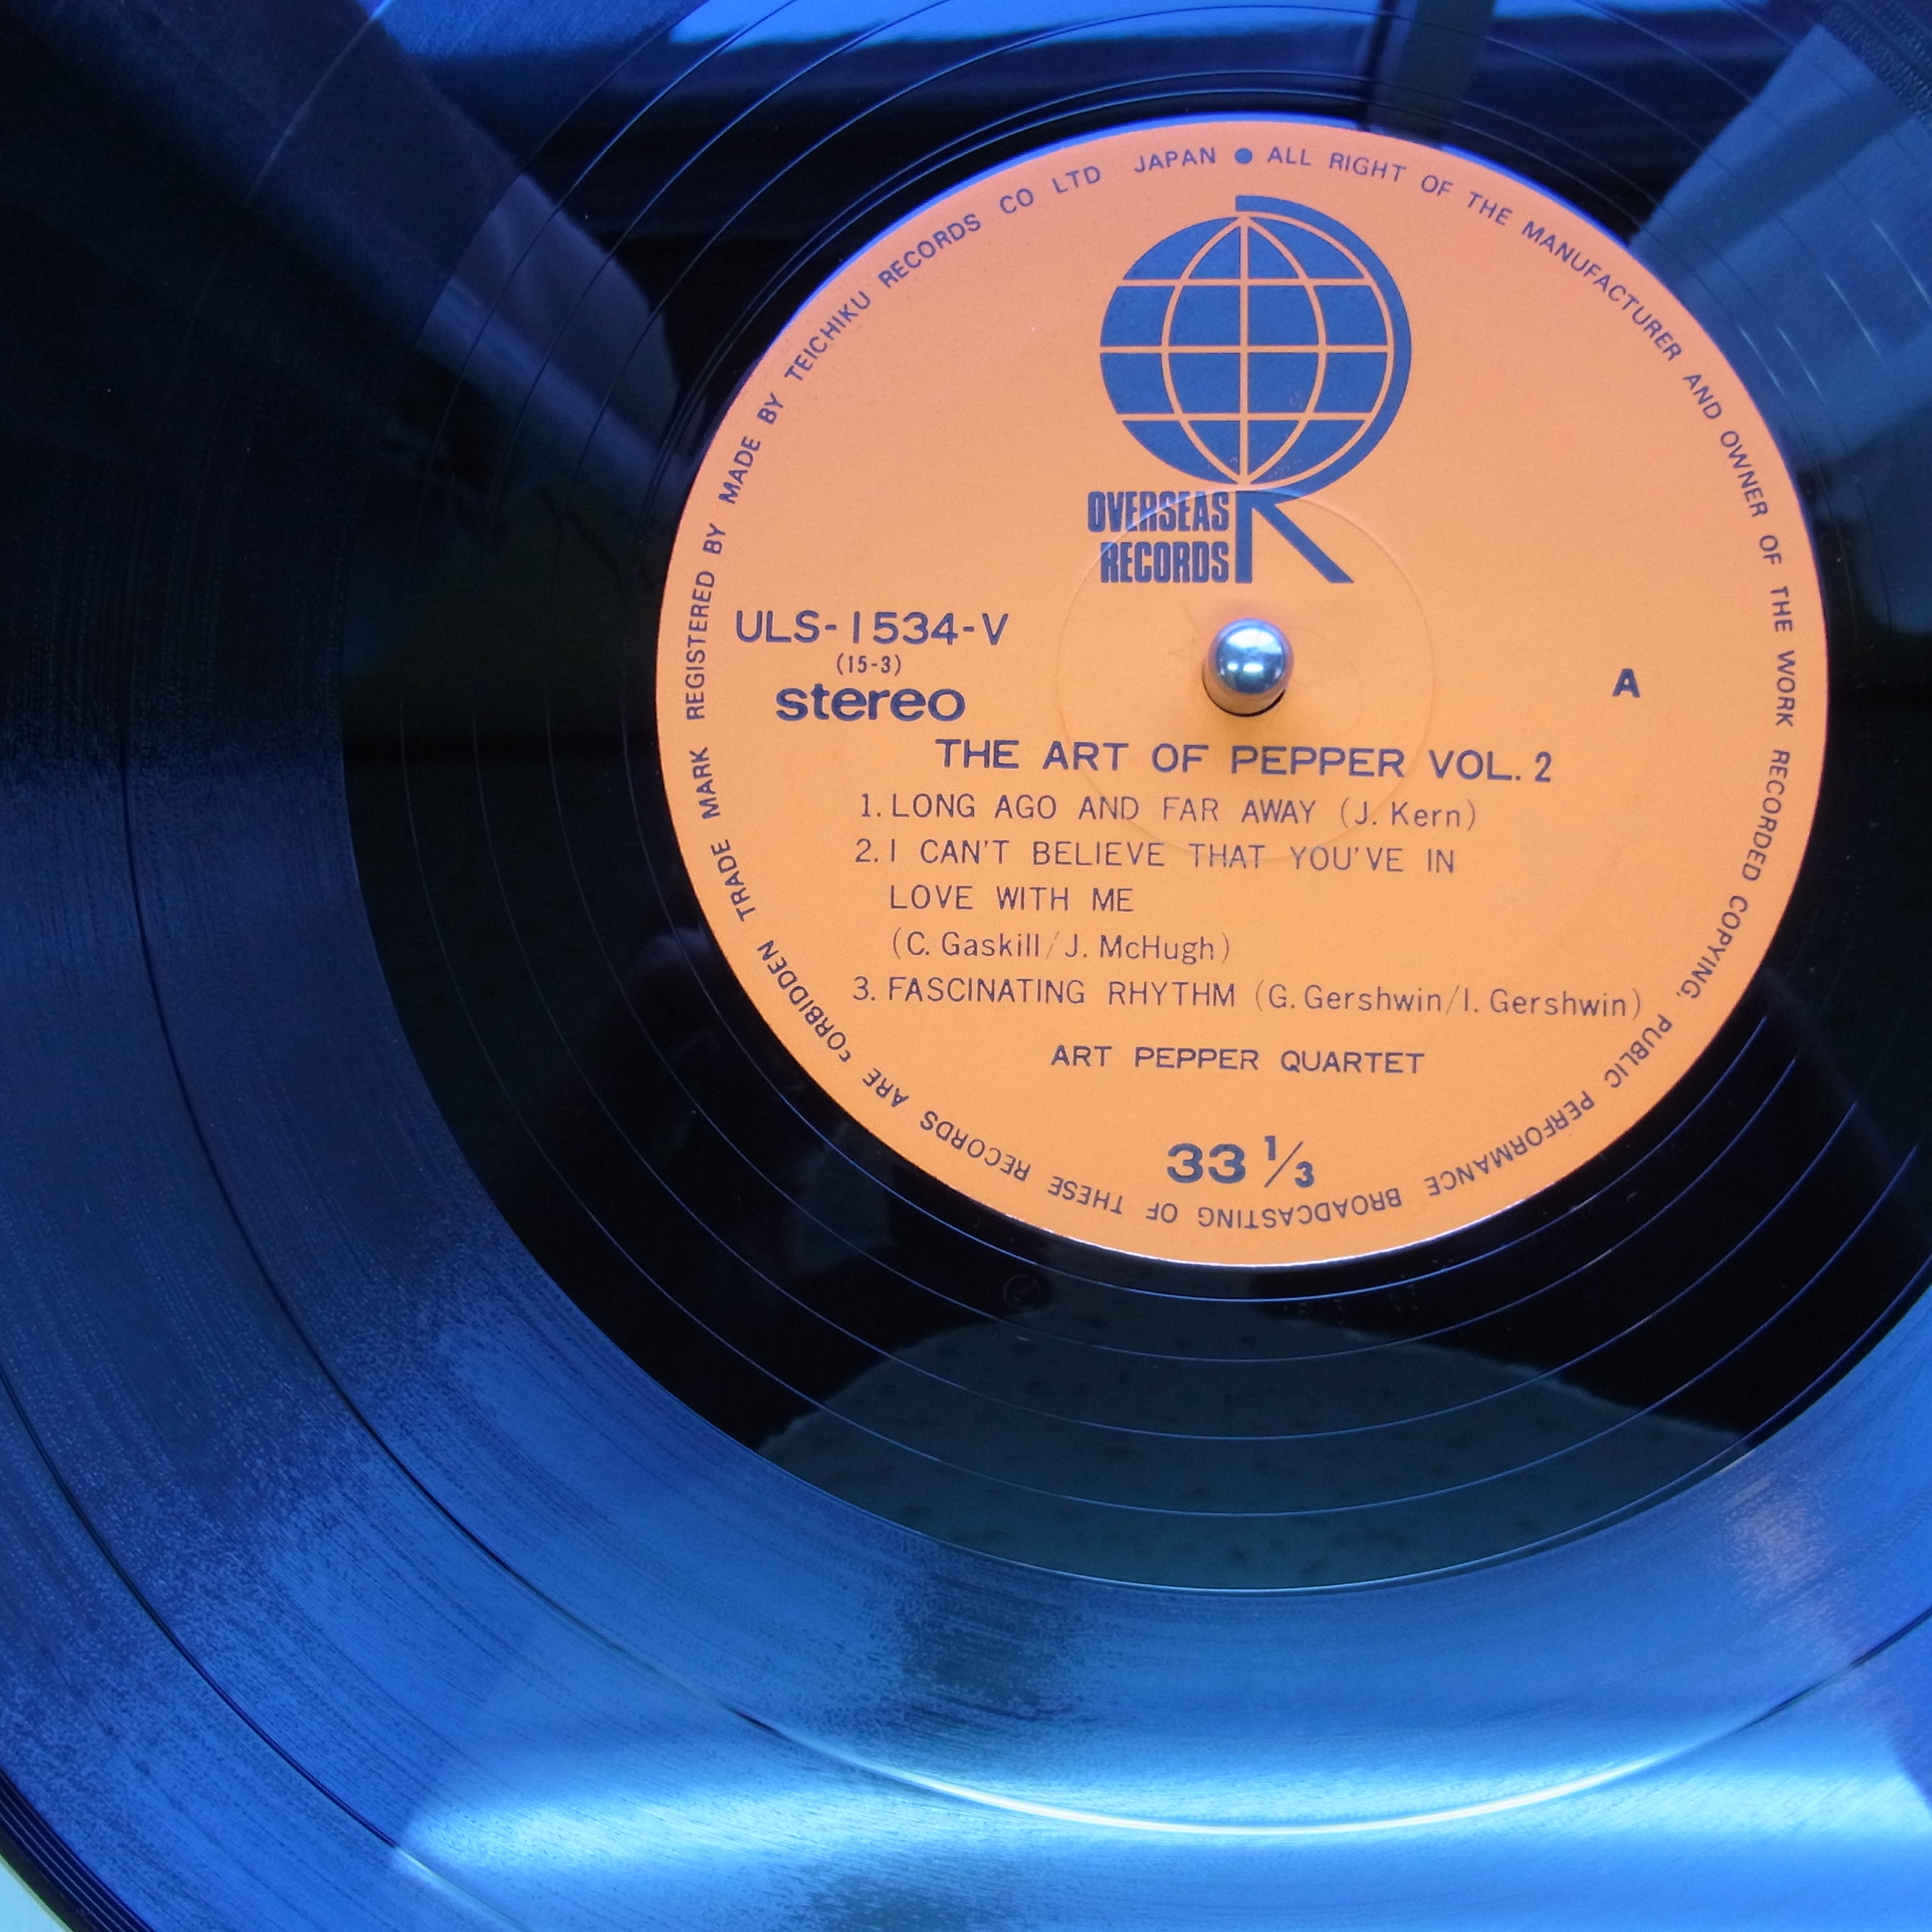 TRADE MARK REGISTERED BY MADE BY TEICHIKU RECORDS CO LTD JAPAN ● ALL RIGHT OF THE MANUFACTURER AND OWNER OF THE WORK RECORDED COPYING, PUBLIC PERFORMANCE BROADCASTING OF THESE RECORDS ARE FORBIDDEN
OVERSEAS
RECORDS
ULS-1534-V
(15-3)
stereo
A
THE ART OF PEPPER VOL. 2
1. LONG AGO AND FAR AWAY (J. Kern)
2. I CAN'T BELIEVE THAT YOU'VE IN
LOVE WITH ME
(C. Gaskill/J. McHugh)
3. FASCINATING RHYTHM (G. Gershwin/I. Gershwin)
ART PEPPER QUARTET
33 1/3